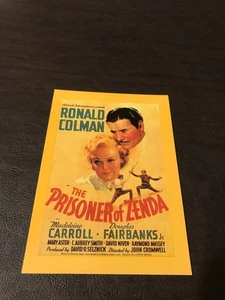 RONALD
COLMAN
THE
PRISONER of ZENDA
Madeleine Douglas
CARROLL FAIRBANKS Jr
MARY ASTOR · C. AUBREY SMITH · DAVID NIVEN · RAYMOND MASSEY
Produced by DAVID O. SELZNICK Directed by JOHN CROMWELL